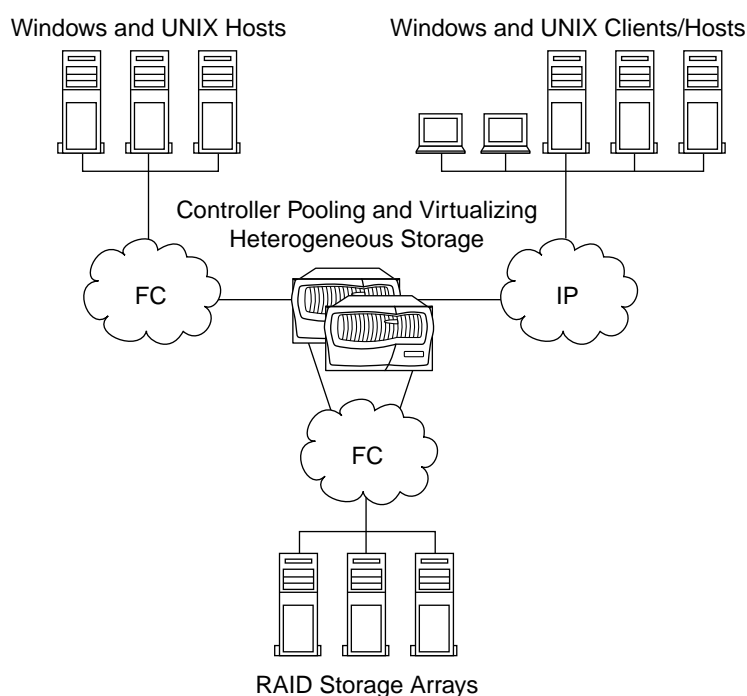 Windows and UNIX Hosts
Windows and UNIX Clients/Hosts
Controller Pooling and Virtualizing
Heterogeneous Storage
FC
IP
FC
RAID Storage Arrays